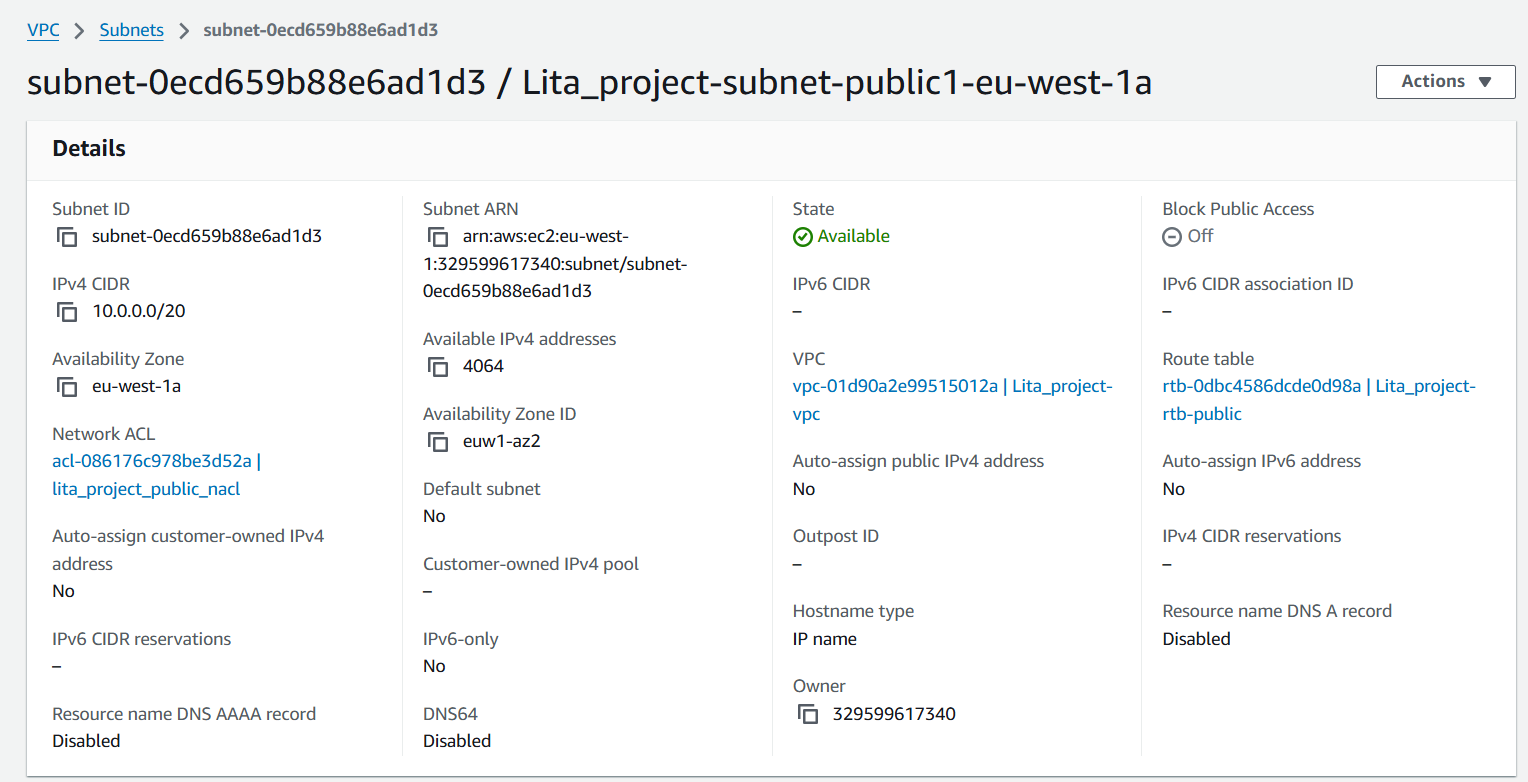 VPC > Subnets > subnet-0ecd659b88e6ad1d3
subnet-0ecd659b88e6ad1d3 / Lita_project-subnet-public1-eu-west-1a
Actions
Details
Subnet ID
subnet-0ecd659b88e6ad1d3
IPv4 CIDR
10.0.0.0/20
Availability Zone
eu-west-1a
Network ACL
acl-086176c978be3d52a |
lita_project_public_nacl
Auto-assign customer-owned IPv4
address
No
IPv6 CIDR reservations
–
Resource name DNS AAAA record
Disabled
Subnet ARN
arn:aws:ec2:eu-west-
1:329599617340:subnet/subnet-
0ecd659b88e6ad1d3
Available IPv4 addresses
4064
Availability Zone ID
euw1-az2
Default subnet
No
Customer-owned IPv4 pool
–
IPv6-only
No
DNS64
Disabled
State
Available
IPv6 CIDR
–
VPC
vpc-01d90a2e99515012a | Lita_project-
vpc
Auto-assign public IPv4 address
No
Outpost ID
–
Hostname type
IP name
Owner
329599617340
Block Public Access
Off
IPv6 CIDR association ID
–
Route table
rtb-0dbc4586dcde0d98a | Lita_project-
rtb-public
Auto-assign IPv6 address
No
IPv4 CIDR reservations
–
Resource name DNS A record
Disabled